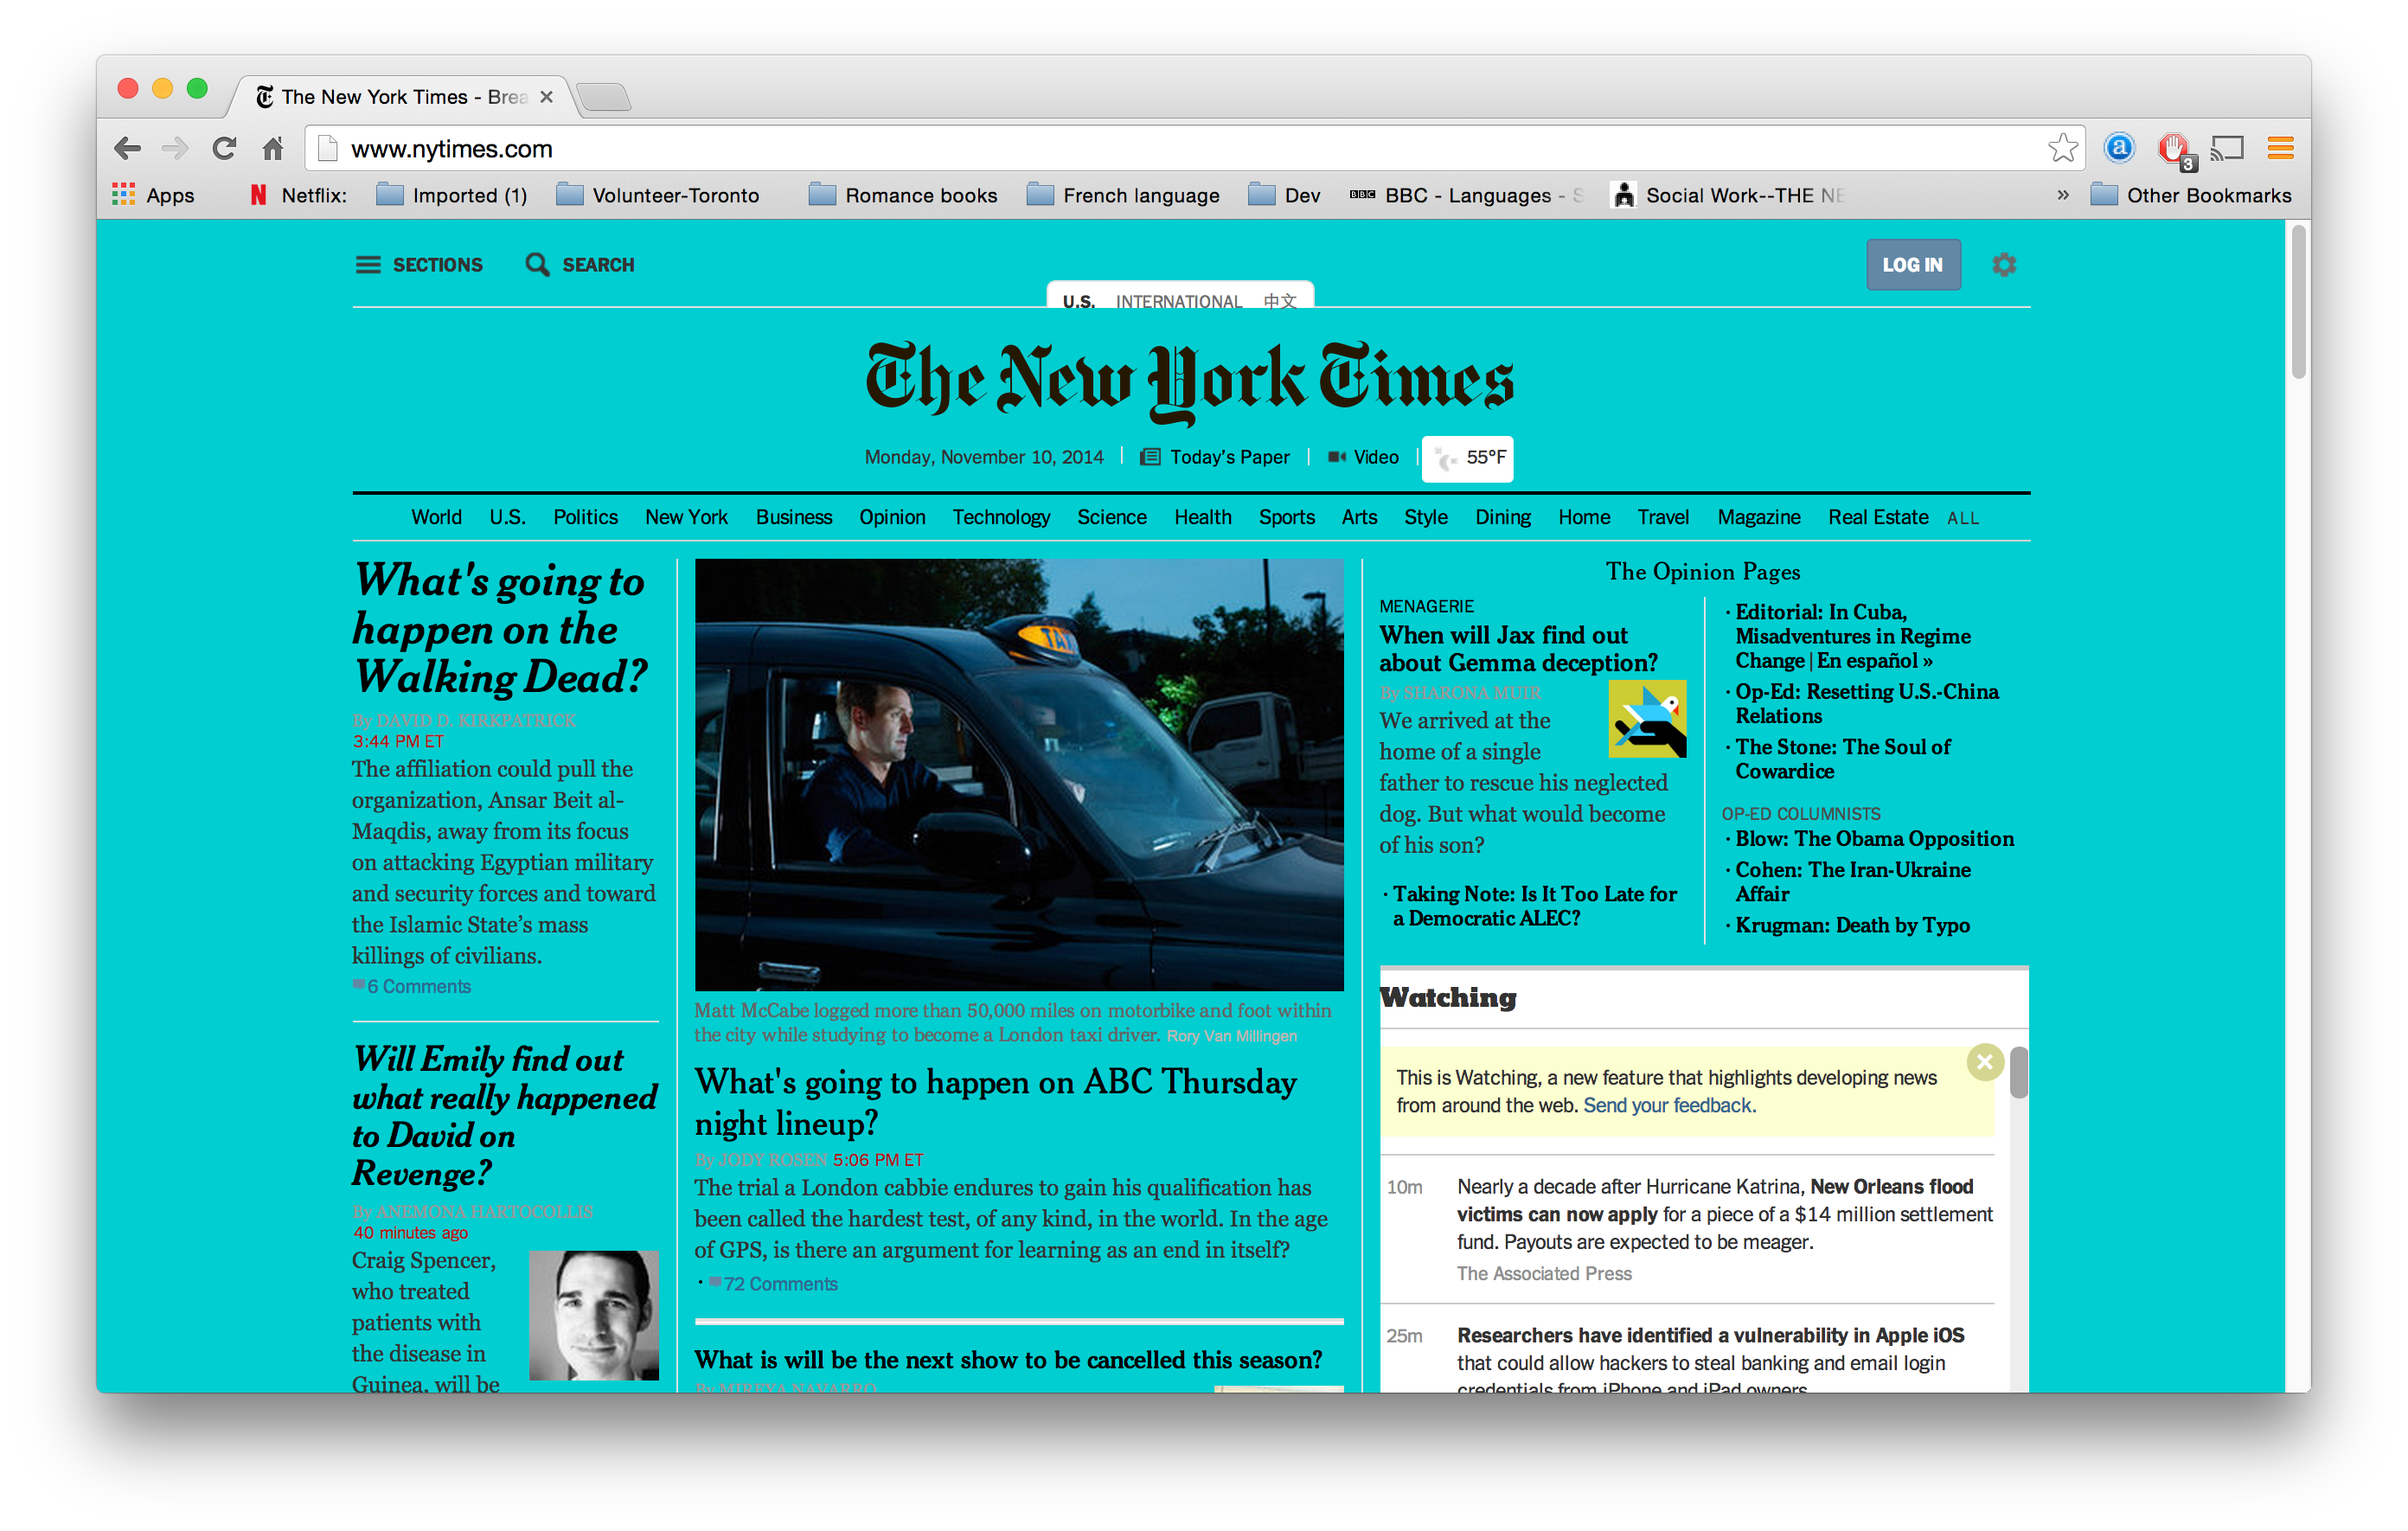 The New York Times - Brea
www.nytimes.com
3
Apps
Netflix:
Imported (1)
Volunteer-Toronto
Romance books
French language
Dev
BBC BBC - Languages - S
Social Work--THE NE
»
Other Bookmarks
SECTIONS
SEARCH
LOG IN
U.S. INTERNATIONAL 中文
The New York Times
Monday, November 10, 2014
Today's Paper
Video
55°F
World U.S. Politics New York Business Opinion Technology Science Health Sports Arts Style Dining Home Travel Magazine Real Estate ALL
What's going to
happen on the
Walking Dead?
By DAVID D. KIRKPATRICK
3:44 PM ET
The affiliation could pull the
organization, Ansar Beit al-
Maqdis, away from its focus
on attacking Egyptian military
and security forces and toward
the Islamic State's mass
killings of civilians.
6 Comments
Will Emily find out
what really happened
to David on
Revenge?
By ANEMONA HARTOCOLLIS
40 minutes ago
Craig Spencer,
who treated
patients with
the disease in
Guinea, will be
TAXI
Matt McCabe logged more than 50,000 miles on motorbike and foot within
the city while studying to become a London taxi driver. Rory Van Millingen
What's going to happen on ABC Thursday
night lineup?
By JODY ROSEN 5:06 PM ET
The trial a London cabbie endures to gain his qualification has
been called the hardest test, of any kind, in the world. In the age
of GPS, is there an argument for learning as an end in itself?
· 72 Comments
What is will be the next show to be cancelled this season?
By MIREYA NAVARRO
The Opinion Pages
MENAGERIE
When will Jax find out
about Gemma deception?
By SHARONA MUIR
We arrived at the
home of a single
father to rescue his neglected
dog. But what would become
of his son?
· Taking Note: Is It Too Late for
a Democratic ALEC?
· Editorial: In Cuba,
Misadventures in Regime
Change | En español »
· Op-Ed: Resetting U.S.-China
Relations
· The Stone: The Soul of
Cowardice
OP-ED COLUMNISTS
· Blow: The Obama Opposition
· Cohen: The Iran-Ukraine
Affair
· Krugman: Death by Typo
Watching
This is Watching, a new feature that highlights developing news
from around the web. Send your feedback.
10m
Nearly a decade after Hurricane Katrina, New Orleans flood
victims can now apply for a piece of a $14 million settlement
fund. Payouts are expected to be meager.
The Associated Press
25m
Researchers have identified a vulnerability in Apple iOS
that could allow hackers to steal banking and email login
credentials from iPhone and iPad owners